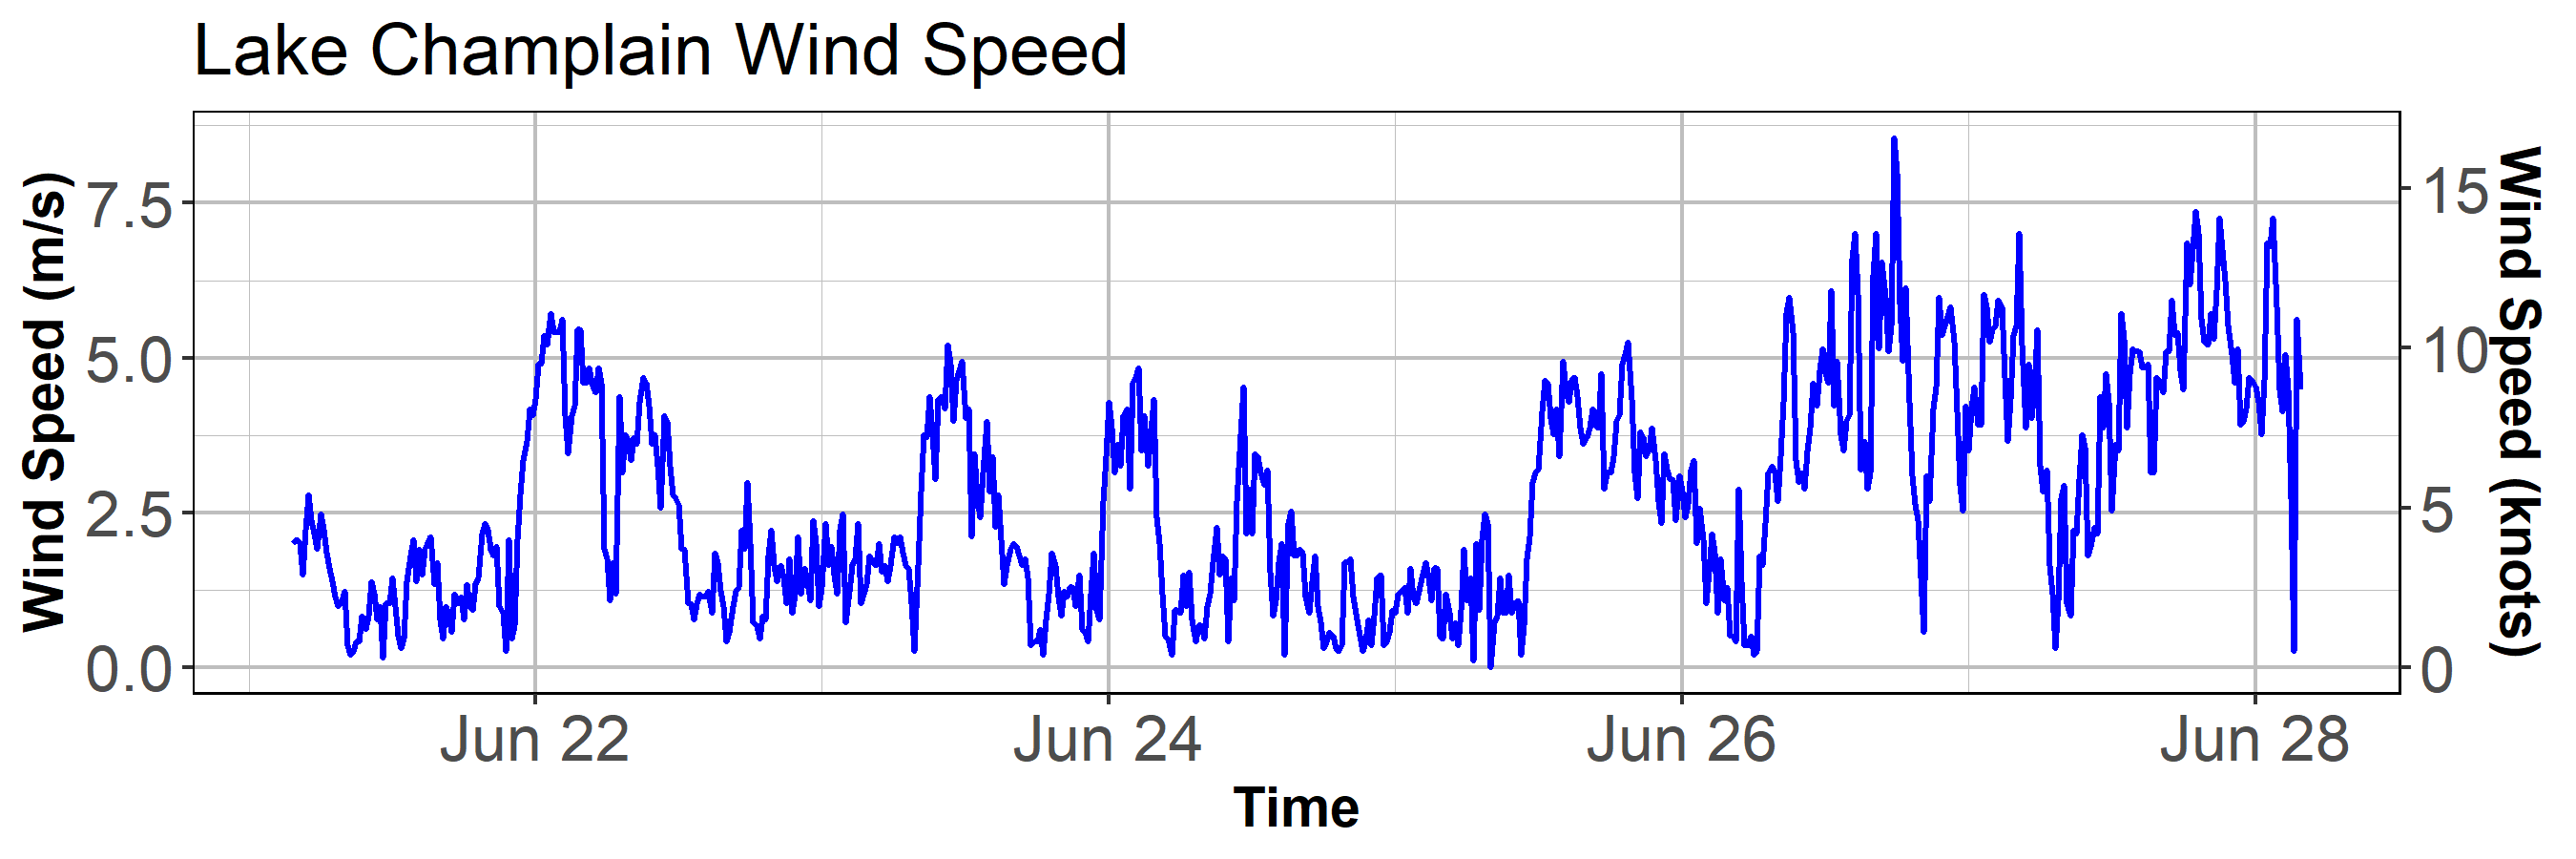 Lake Champlain Wind Speed
Wind Speed (m/s)
7.5
5.0
2.5
0.0
15
10
5
0
Wind Speed (knots)
Jun 22
Jun 24
Jun 26
Jun 28
Time